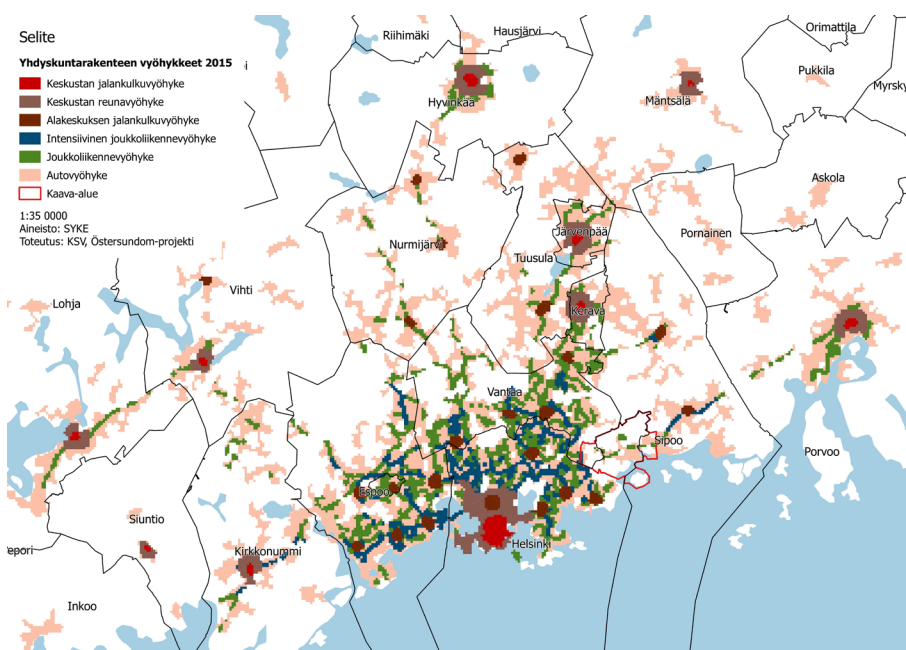 Selite
Yhdyskuntarakenteen vyöhykkeet 2015
Keskustan jalankulkuvyöhyke
Keskustan reunavyöhyke
Alakeskuksen jalankulkuvyöhyke
Intensiivinen joukkoliikennevyöhyke
Joukkoliikennevyöhyke
Autovyöhyke
Kaava-alue
1:35 0000
Aineisto: SYKE
Toteutus: KSV, Östersundom-projekti
Riihimäki
Hausjärvi
Orimattila
Pukkila
Myrsky
Hyvinkää
Mäntsälä
Askola
Nurmijärvi
Järvenpää
Pornainen
Tuusula
Vihti
Lohja
Kerava
Vantaa
Sipoo
Porvoo
Espoo
Siuntio
Helsinki
epori
Kirkkonummi
Inkoo